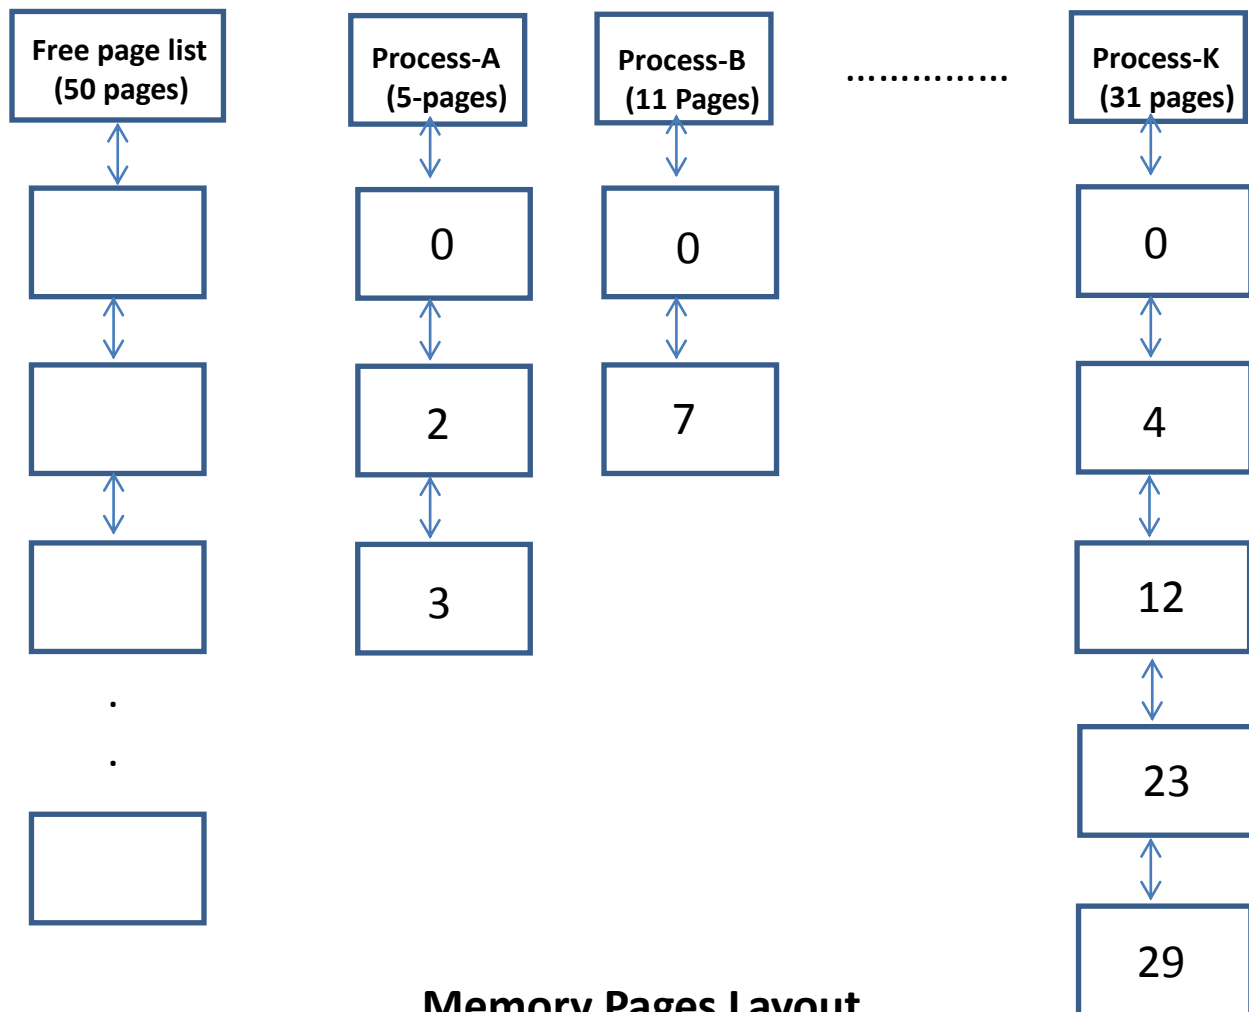 Free page list
(50 pages)
Process-A
(5-pages)
Process-B
(11 Pages)
……………
Process-K
(31 pages)
0
0
0
2
7
4
3
12
.
.
23
29
Memory Pages Layout